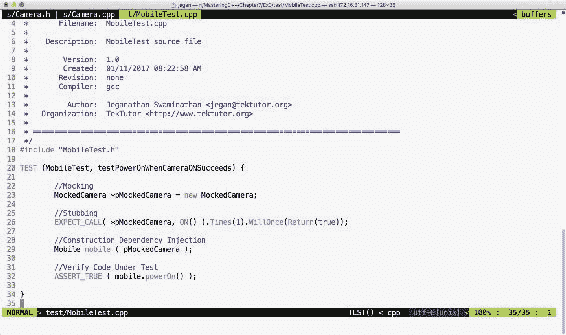 jegan
s/Camera.h | s/Camera.cpp t/MobileTest.cpp < buffers
4 * Filename: MobileTest.cpp
5 *
6 * Description: MobileTest source file
7 *
8 * Version: 1.0
9 * Created: 01/11/2017 08:22:58 AM
10 * Revision: none
11 * Compiler: gcc
12 *
13 * Author: Jeganathan Swaminathan <jegan@tektutor.org>
14 * Organization: TekTutor <http://www.tektutor.org>
15 *
17 */
18 #include "MobileTest.h"
19
20 TEST (MobileTest, testPowerOnWhenCameraONSucceeds) {
21
22 //Mocking
23 MockedCamera *pMockedCamera = new MockedCamera;
24
25 //Stubbing
26 EXPECT_CALL( *pMockedCamera, ON() ).Times(1).WillOnce(Return(true));
27
28 //Construction Dependency Injection
29 Mobile mobile ( pMockedCamera );
30
31 //Verify Code Under Test
32 ASSERT_TRUE ( mobile.powerOn() );
33
34 }
35
NORMAL > test/MobileTest.cpp TEST() < cpp utf-8[unix] < 100% : 35/35 : 1